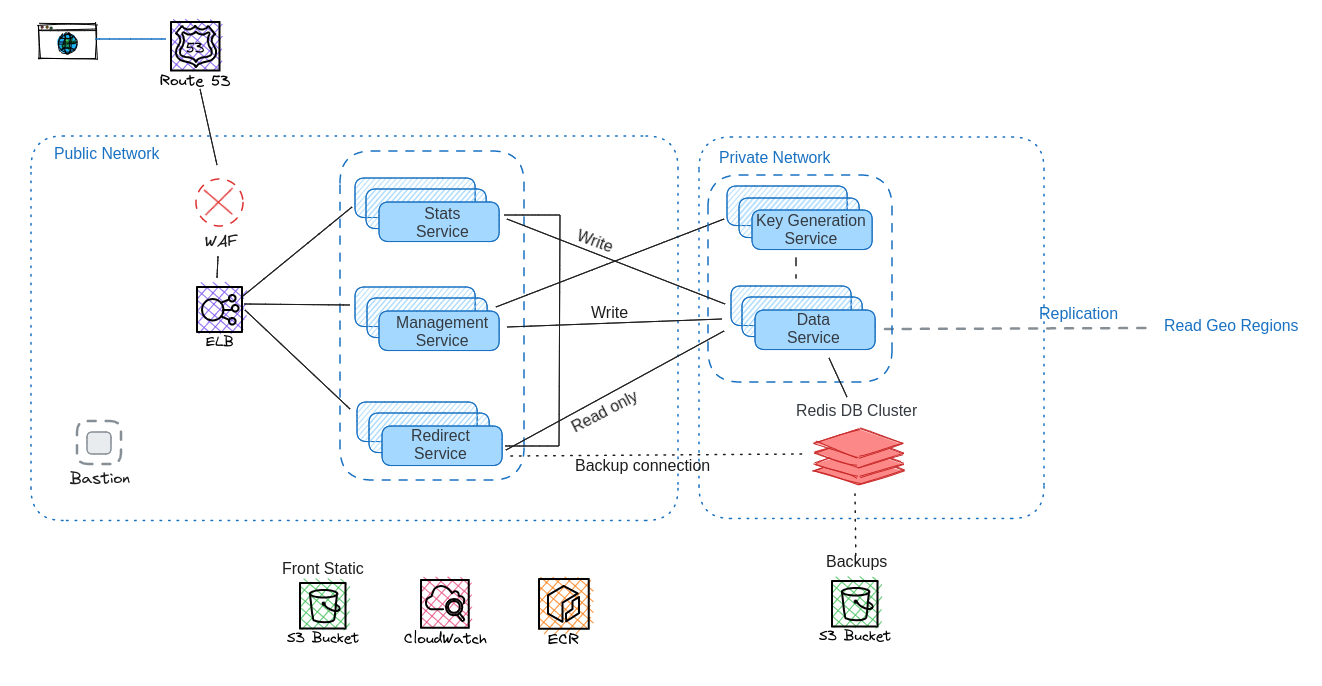 53
Route 53
Public Network
Private Network
WAF
ELB
Stats
Service
Management
Service
Redirect
Service
Bastion
Write
Write
Read only
Backup connection
Key Generation
Service
Data
Service
Replication
Read Geo Regions
Redis DB Cluster
Front Static
S3 Bucket
CloudWatch
ECR
Backups
S3 Bucket